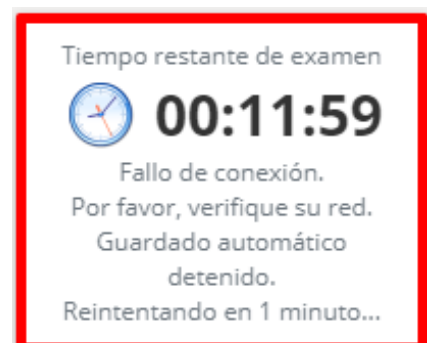 Tiempo restante de examen
00:11:59
Fallo de conexión.
Por favor, verifique su red.
Guardado automático
detenido.
Reintentando en 1 minuto...